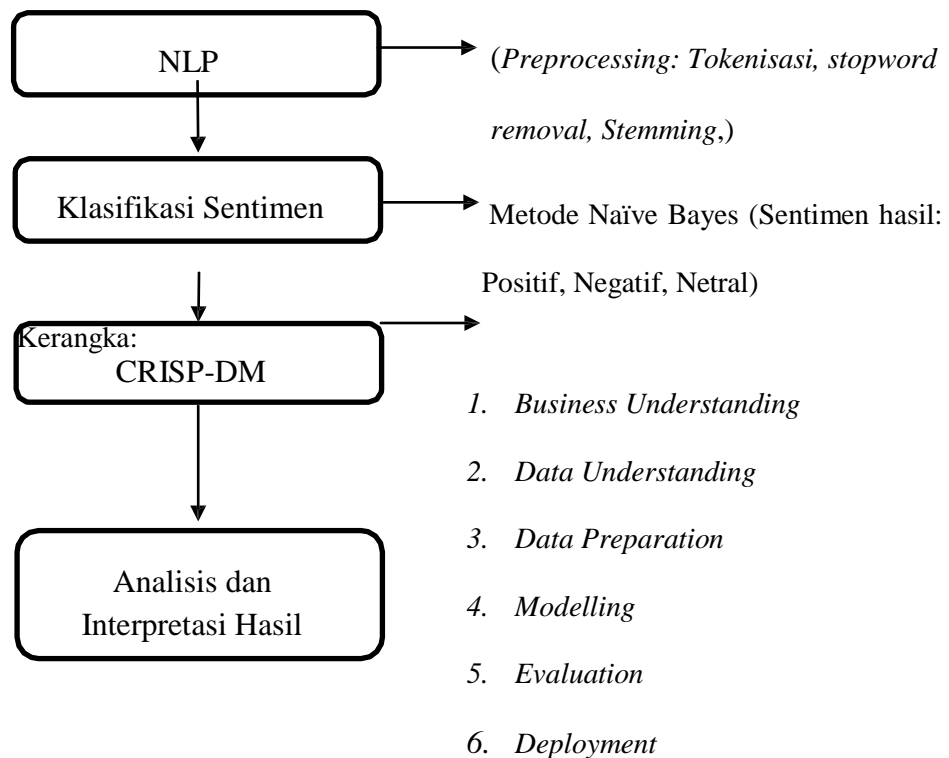 NLP
(Preprocessing: Tokenisasi, stopword
removal, Stemming,)
Klasifikasi Sentimen
Metode Naïve Bayes (Sentimen hasil:
Positif, Negatif, Netral)
Kerangka:
CRISP-DM
1. Business Understanding
2. Data Understanding
3. Data Preparation
4. Modelling
5. Evaluation
6. Deployment
Analisis dan
Interpretasi Hasil